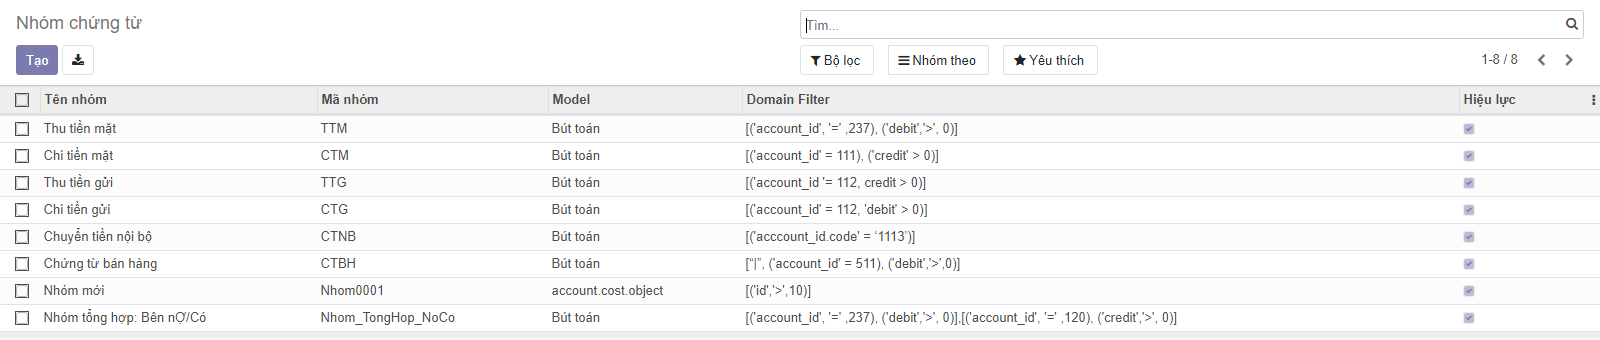 Nhóm chứng từ
Tìm...
Tạo
Bộ lọc
Nhóm theo
Yêu thích
1-8 / 8
Tên nhóm Mã nhóm Model Domain Filter Hiệu lực
Thu tiền mặt TTM Bút toán [('account_id', '=' ,237), ('debit','>', 0)]
Chi tiền mặt CTM Bút toán [('account_id' = 111), ('credit' > 0)]
Thu tiền gửi TTG Bút toán [('account_id '= 112, credit > 0)]
Chi tiền gửi CTG Bút toán [('account_id' = 112, 'debit' > 0)]
Chuyển tiền nội bộ CTNB Bút toán [('acccount_id.code' = ‘1113’)]
Chứng từ bán hàng CTBH Bút toán [“|”, ('account_id' = 511), ('debit','>',0)]
Nhóm mới Nhom0001 account.cost.object [('id','>',10)]
Nhóm tổng hợp: Bên nỢ/Có Nhom_TongHop_NoCo Bút toán [('account_id', '=' ,237), ('debit','>', 0)],[('account_id', '=' ,120), ('credit','>', 0)]